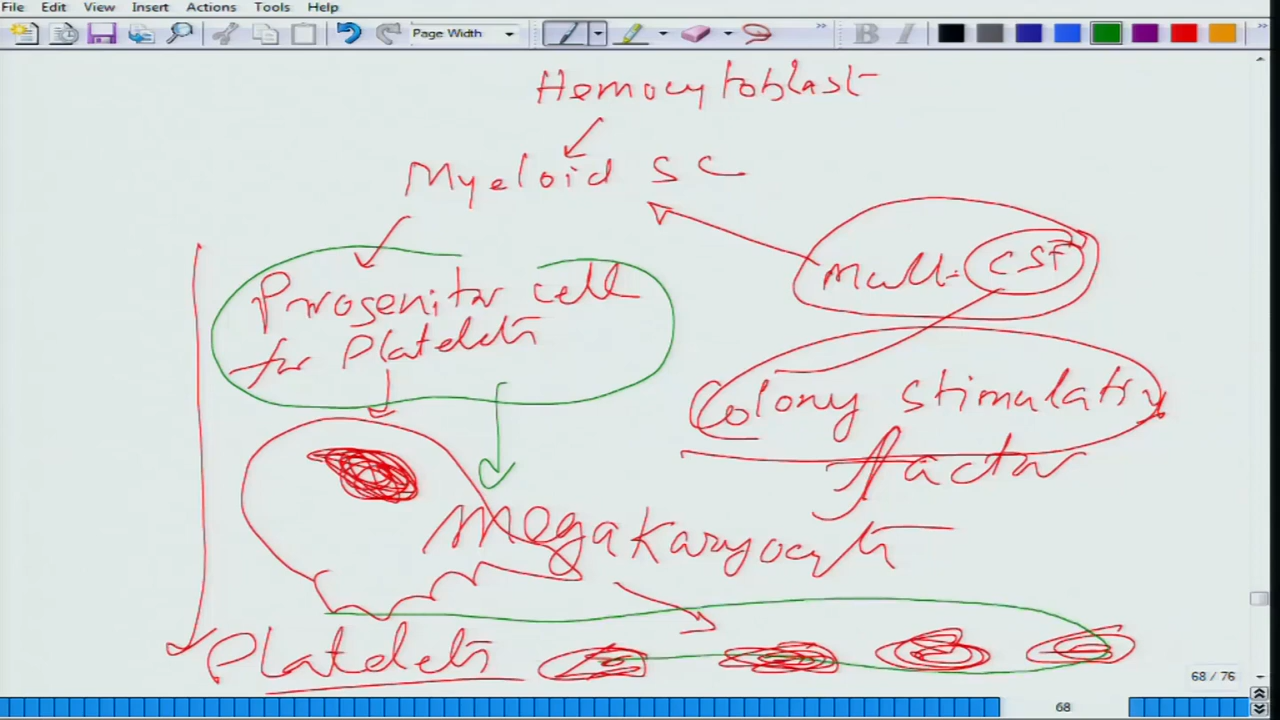 File Edit View Insert Actions Tools Help
Page Width
Hemocytoblast
Myeloid SC
Multi-CSF
Progenitor cell
for Platelets
Colony stimulating
factor
megakaryocyte
Platelets
68 / 76
68